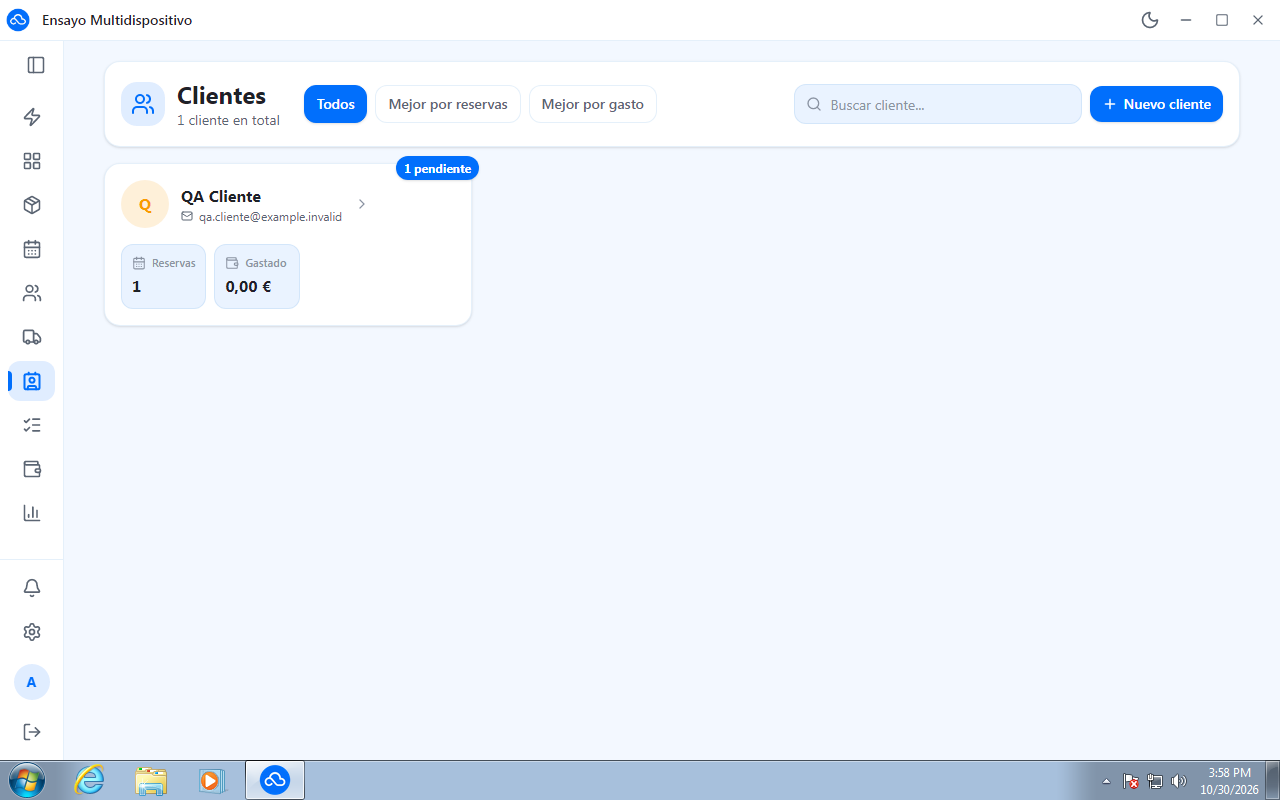 Ensayo Multidispositivo
Clientes
1 cliente en total
Todos
Mejor por reservas
Mejor por gasto
Buscar cliente...
Nuevo cliente
1 pendiente
Q
QA Cliente
qa.cliente@example.invalid
Reservas
1
Gastado
0,00 €
A
3:58 PM
10/30/2026